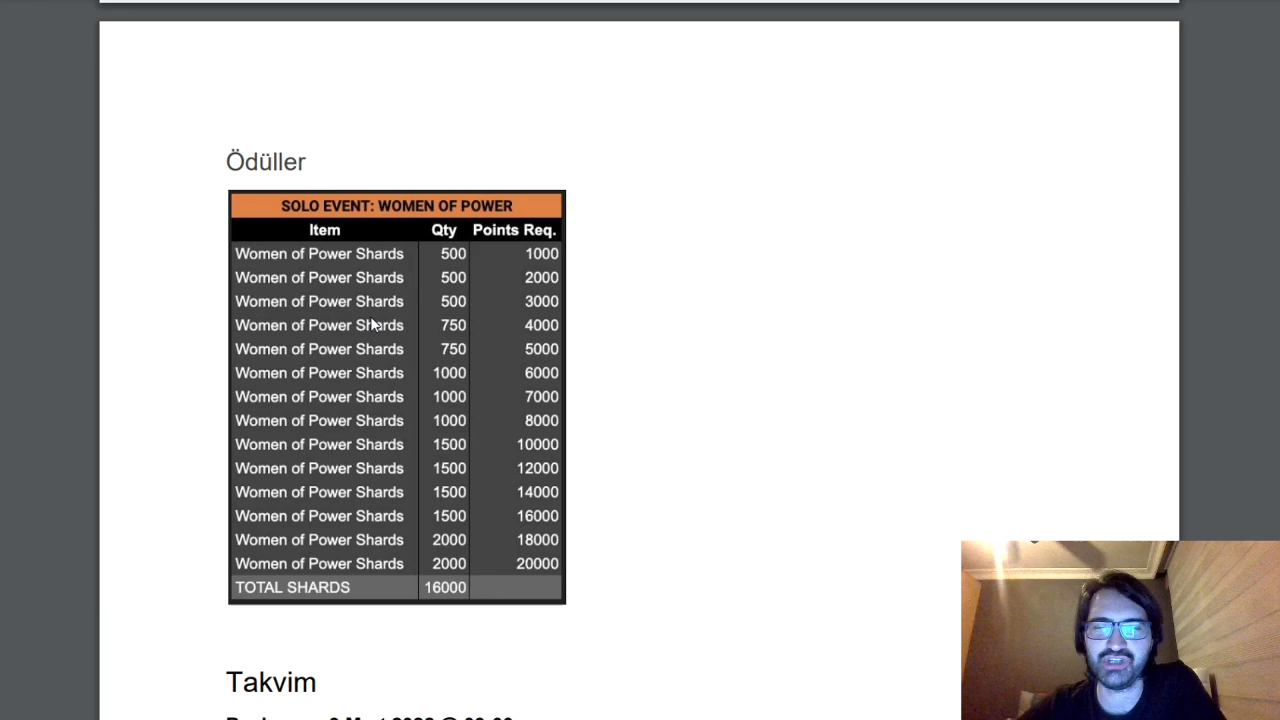 Ödüller
SOLO EVENT: WOMEN OF POWER
Item Qty Points Req.
Women of Power Shards 500 1000
Women of Power Shards 500 2000
Women of Power Shards 500 3000
Women of Power Shards 750 4000
Women of Power Shards 750 5000
Women of Power Shards 1000 6000
Women of Power Shards 1000 7000
Women of Power Shards 1000 8000
Women of Power Shards 1500 10000
Women of Power Shards 1500 12000
Women of Power Shards 1500 14000
Women of Power Shards 1500 16000
Women of Power Shards 2000 18000
Women of Power Shards 2000 20000
TOTAL SHARDS 16000
Takvim